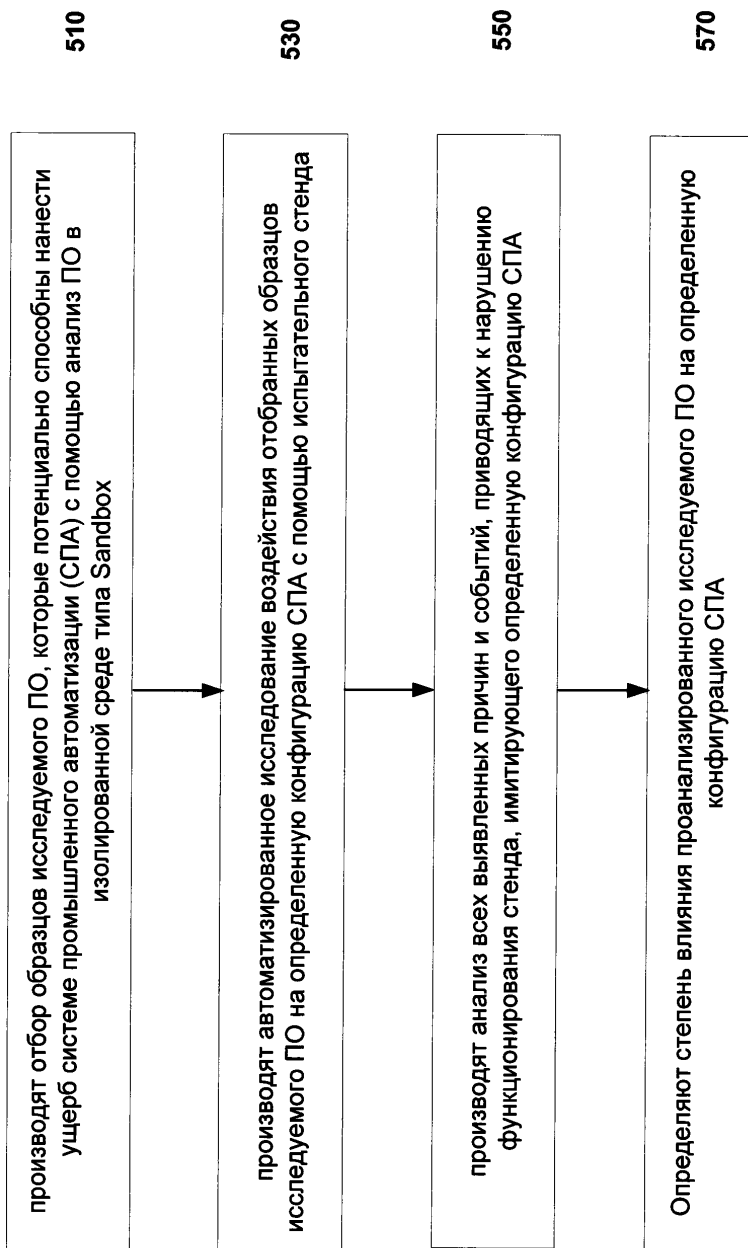 производят отбор образцов исследуемого ПО, которые потенциально способны нанести
ущерб системе промышленного автоматизации (СПА) с помощью анализ ПО в
изолированной среде типа Sandbox
510
производят автоматизированное исследование воздействия отобранных образцов
исследуемого ПО на определенную конфигурацию СПА с помощью испытательного стенда
530
производят анализ всех выявленных причин и событий, приводящих к нарушению
функционирования стенда, имитирующего определенную конфигурацию СПА
550
Определяют степень влияния проанализированного исследуемого ПО на определенную
конфигурацию СПА
570